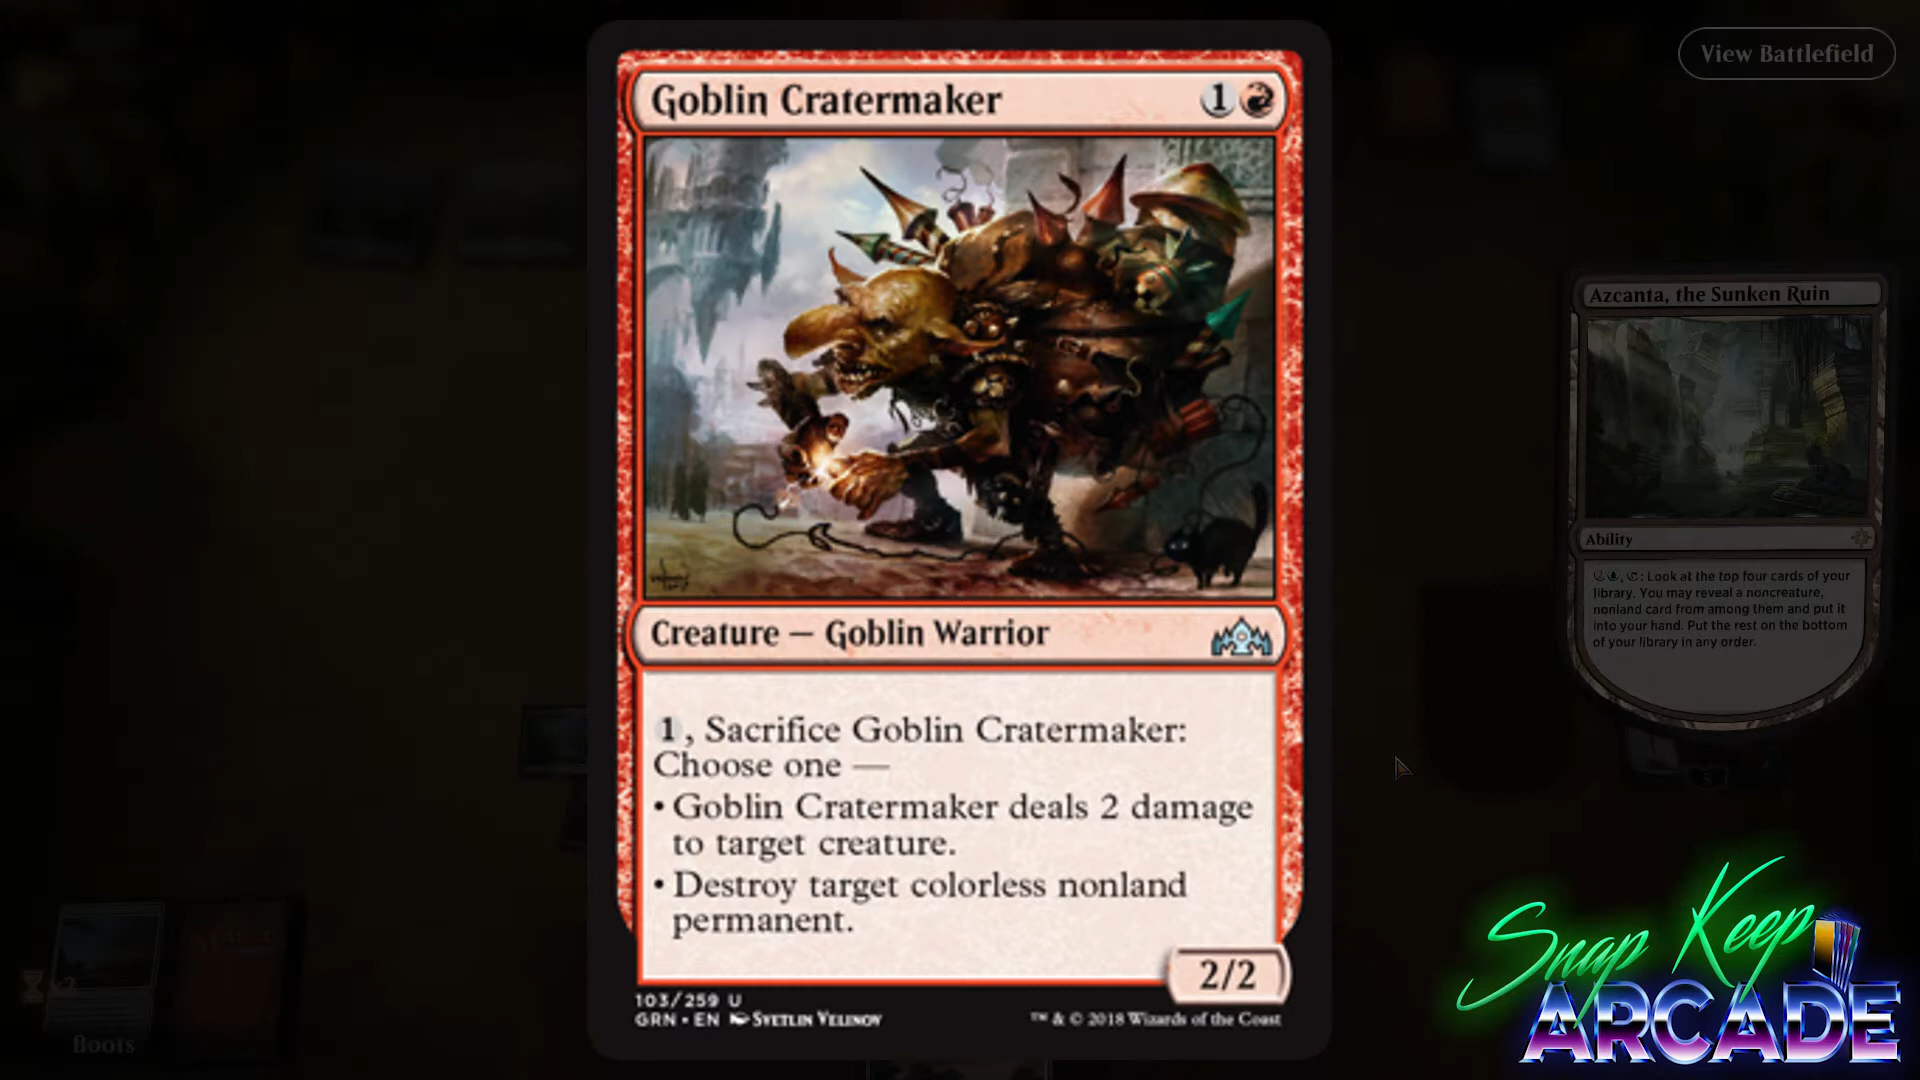 View Battlefield
Goblin Cratermaker 1
Creature — Goblin Warrior
1, Sacrifice Goblin Cratermaker:
Choose one —
• Goblin Cratermaker deals 2 damage
to target creature.
• Destroy target colorless nonland
permanent.
2/2
103/259 U
GRN • EN Svetlin Velinov
™ & © 2018 Wizards of the Coast
Azcanta, the Sunken Ruin
Ability
: Look at the top four cards of your
library. You may reveal a noncreature,
nonland card from among them and put it
into your hand. Put the rest on the bottom
of your library in any order.
Boots
Snap Keep
ARCADE